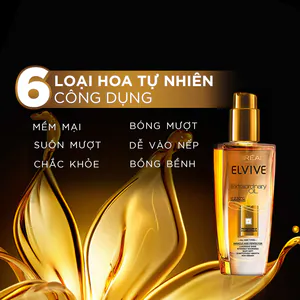 6 LOẠI HOA TỰ NHIÊN
CÔNG DỤNG
MỀM MẠI
BÓNG MƯỢT
SUÔN MƯỢT
DỄ VÀO NẾP
CHẮC KHỎE
BỒNG BỀNH
ELVIVE
OIL